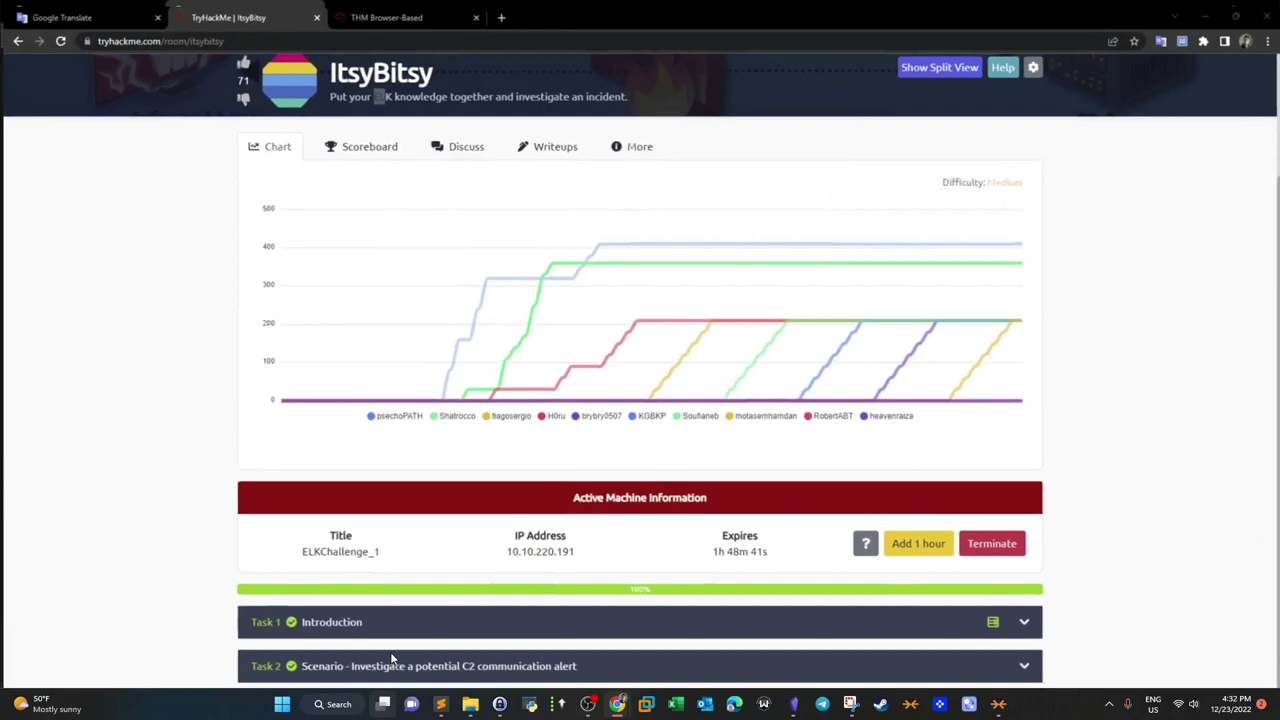 Google Translate
TryHackMe | ItsyBitsy
THM Browser-Based
tryhackme.com/room/itsybitsy
71
ItsyBitsy
Put your ELK knowledge together and investigate an incident.
Show Split View
Help
Chart
Scoreboard
Discuss
Writeups
More
Difficulty: Medium
500
400
300
200
100
0
psechoPATH Shatrocco tiagosergio H0ru brybry0507 KGBKP Soufianeb motasemhamdan RobertABT heavenraiza
Active Machine Information
Title IP Address Expires
ELKChallenge_1 10.10.220.191 1h 48m 41s
? Add 1 hour Terminate
100%
Task 1 Introduction
Task 2 Scenario - Investigate a potential C2 communication alert
50°F
Mostly sunny
Search
ENG
US
4:32 PM
12/23/2022
2